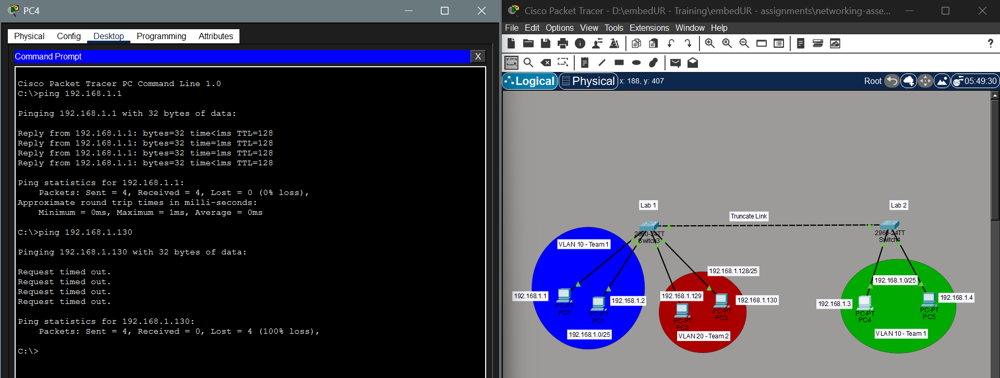 PC4
Physical Config Desktop Programming Attributes
Command Prompt
X
Cisco Packet Tracer PC Command Line 1.0
C:\>ping 192.168.1.1
Pinging 192.168.1.1 with 32 bytes of data:
Reply from 192.168.1.1: bytes=32 time<1ms TTL=128
Reply from 192.168.1.1: bytes=32 time=1ms TTL=128
Reply from 192.168.1.1: bytes=32 time=1ms TTL=128
Reply from 192.168.1.1: bytes=32 time<1ms TTL=128
Ping statistics for 192.168.1.1:
Packets: Sent = 4, Received = 4, Lost = 0 (0% loss),
Approximate round trip times in milli-seconds:
Minimum = 0ms, Maximum = 1ms, Average = 0ms
C:\>ping 192.168.1.130
Pinging 192.168.1.130 with 32 bytes of data:
Request timed out.
Request timed out.
Request timed out.
Request timed out.
Ping statistics for 192.168.1.130:
Packets: Sent = 4, Received = 0, Lost = 4 (100% loss),
C:\>
Cisco Packet Tracer - D:\embedUR - Training\embedUR - assignments\networking-asse...
File Edit Options View Tools Extensions Window Help
?
Logical Physical x: 188, y: 407
Root 05:49:30
Lab 1
Lab 2
Truncate Link
2960-24TT
Switch3
2960-24TT
Switch4
VLAN 10 - Team1
192.168.1.128/25
192.168.1.0/25
192.168.1.1
PC-PT
PC0
192.168.1.2
PC-PT
PC1
192.168.1.129
PC-PT
PC2
192.168.1.130
PC-PT
PC3
192.168.1.3
PC-PT
PC4
192.168.1.4
PC-PT
PC5
192.168.1.0/25
VLAN 20 - Team 2
VLAN 10 - Team 1